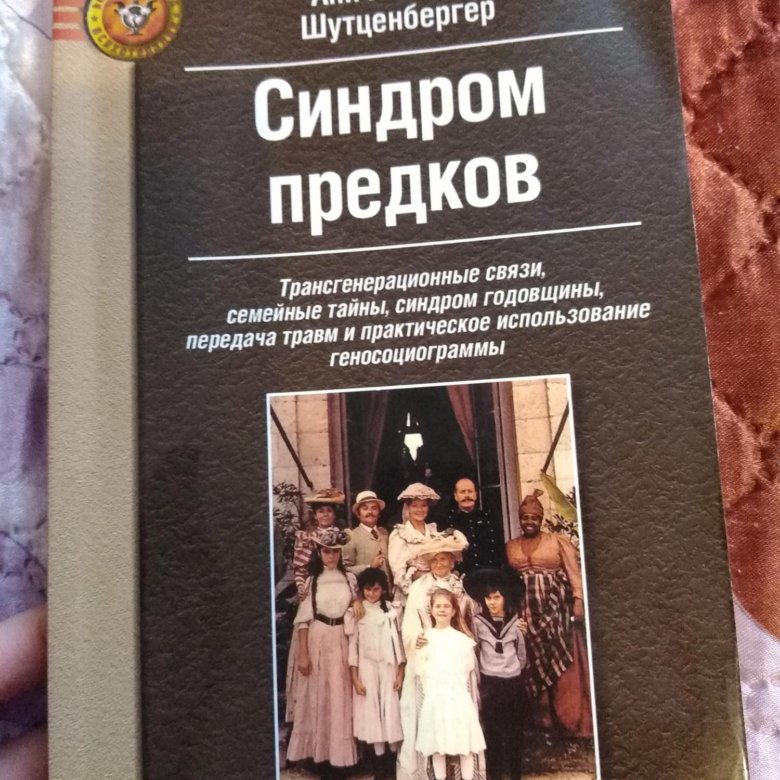 Шутценбергер
Синдром
предков
Трансгенерационные связи,
семейные тайны, синдром годовщины,
передача травм и практическое использование
геносоциограммы